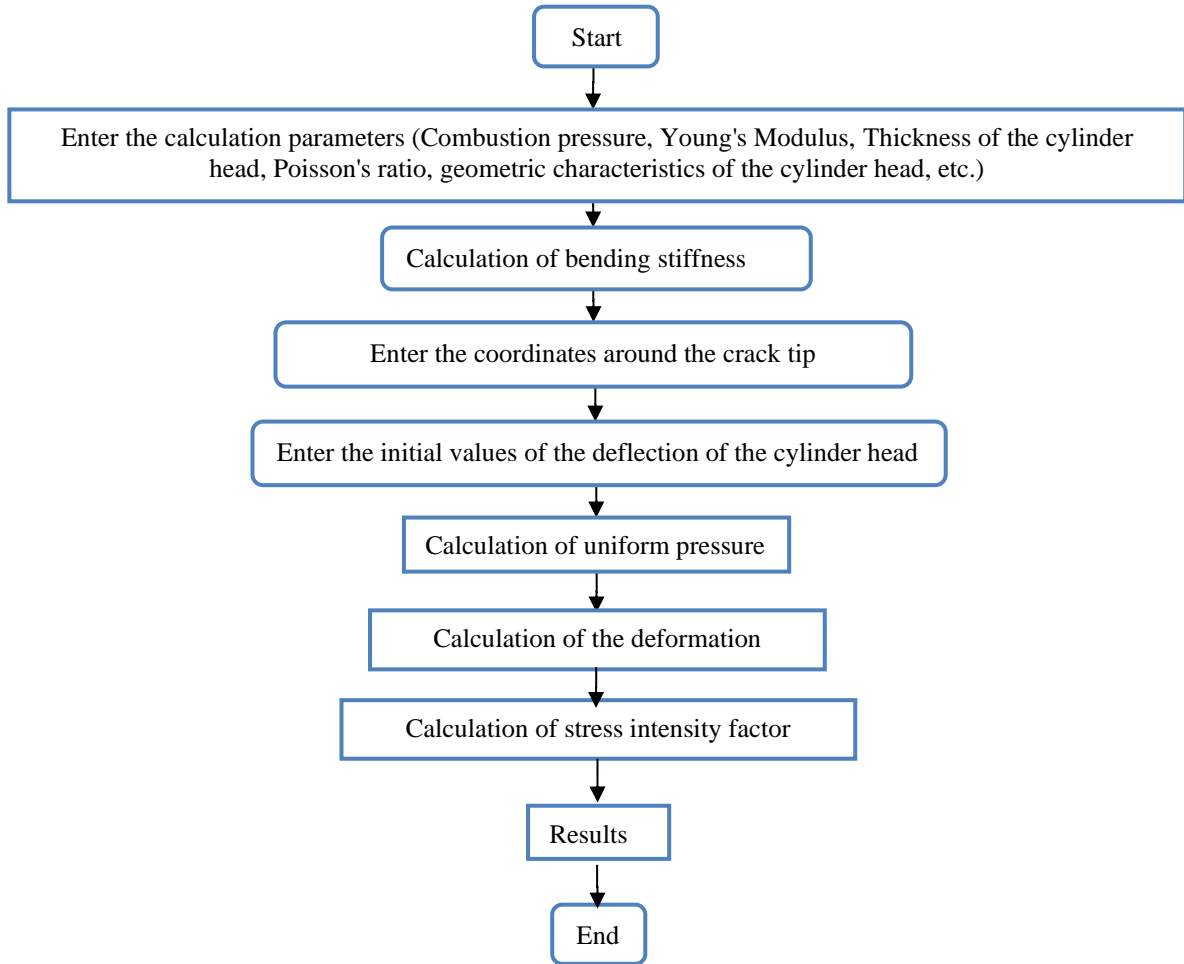 Start
Enter the calculation parameters (Combustion pressure, Young's Modulus, Thickness of the cylinder
head, Poisson's ratio, geometric characteristics of the cylinder head, etc.)
Calculation of bending stiffness
Enter the coordinates around the crack tip
Enter the initial values of the deflection of the cylinder head
Calculation of uniform pressure
Calculation of the deformation
Calculation of stress intensity factor
Results
End